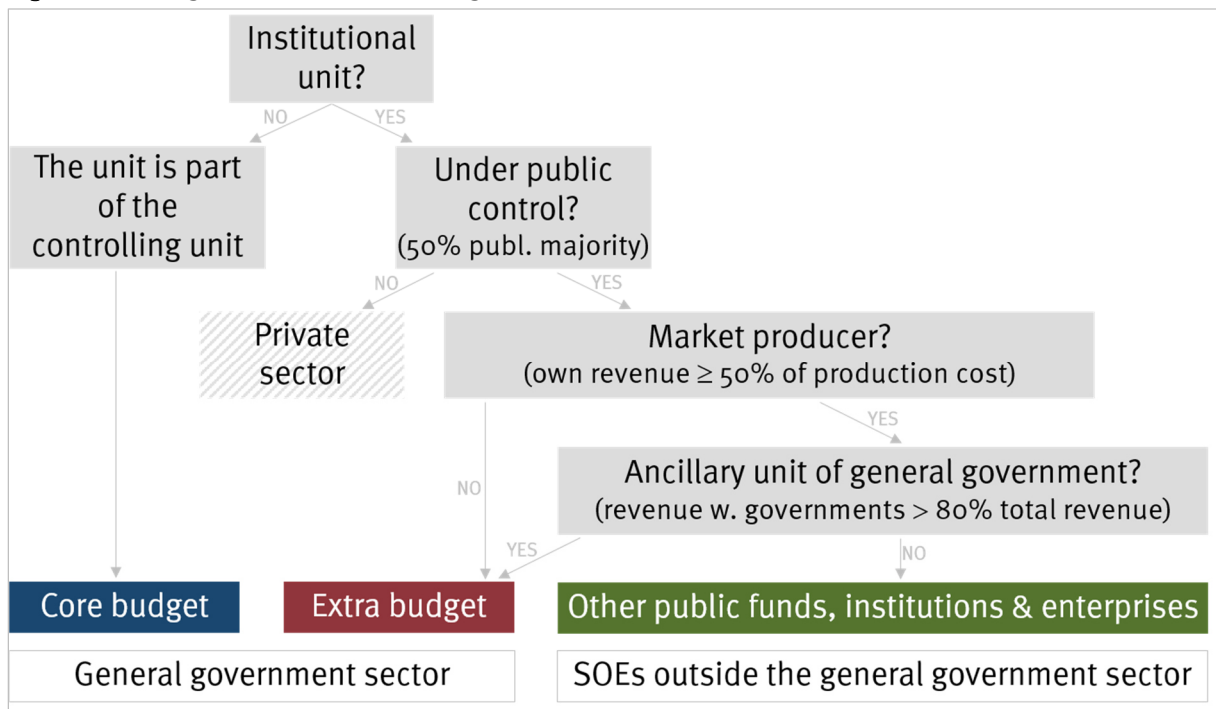 Institutional
unit?
NO
YES
The unit is part
of the
controlling unit
Under public
control?
(50% publ. majority)
NO
YES
Private
sector
Market producer?
(own revenue ≥ 50% of production cost)
YES
NO
Ancillary unit of general government?
(revenue w. governments > 80% total revenue)
YES
NO
Core budget
Extra budget
Other public funds, institutions & enterprises
General government sector
SOEs outside the general government sector